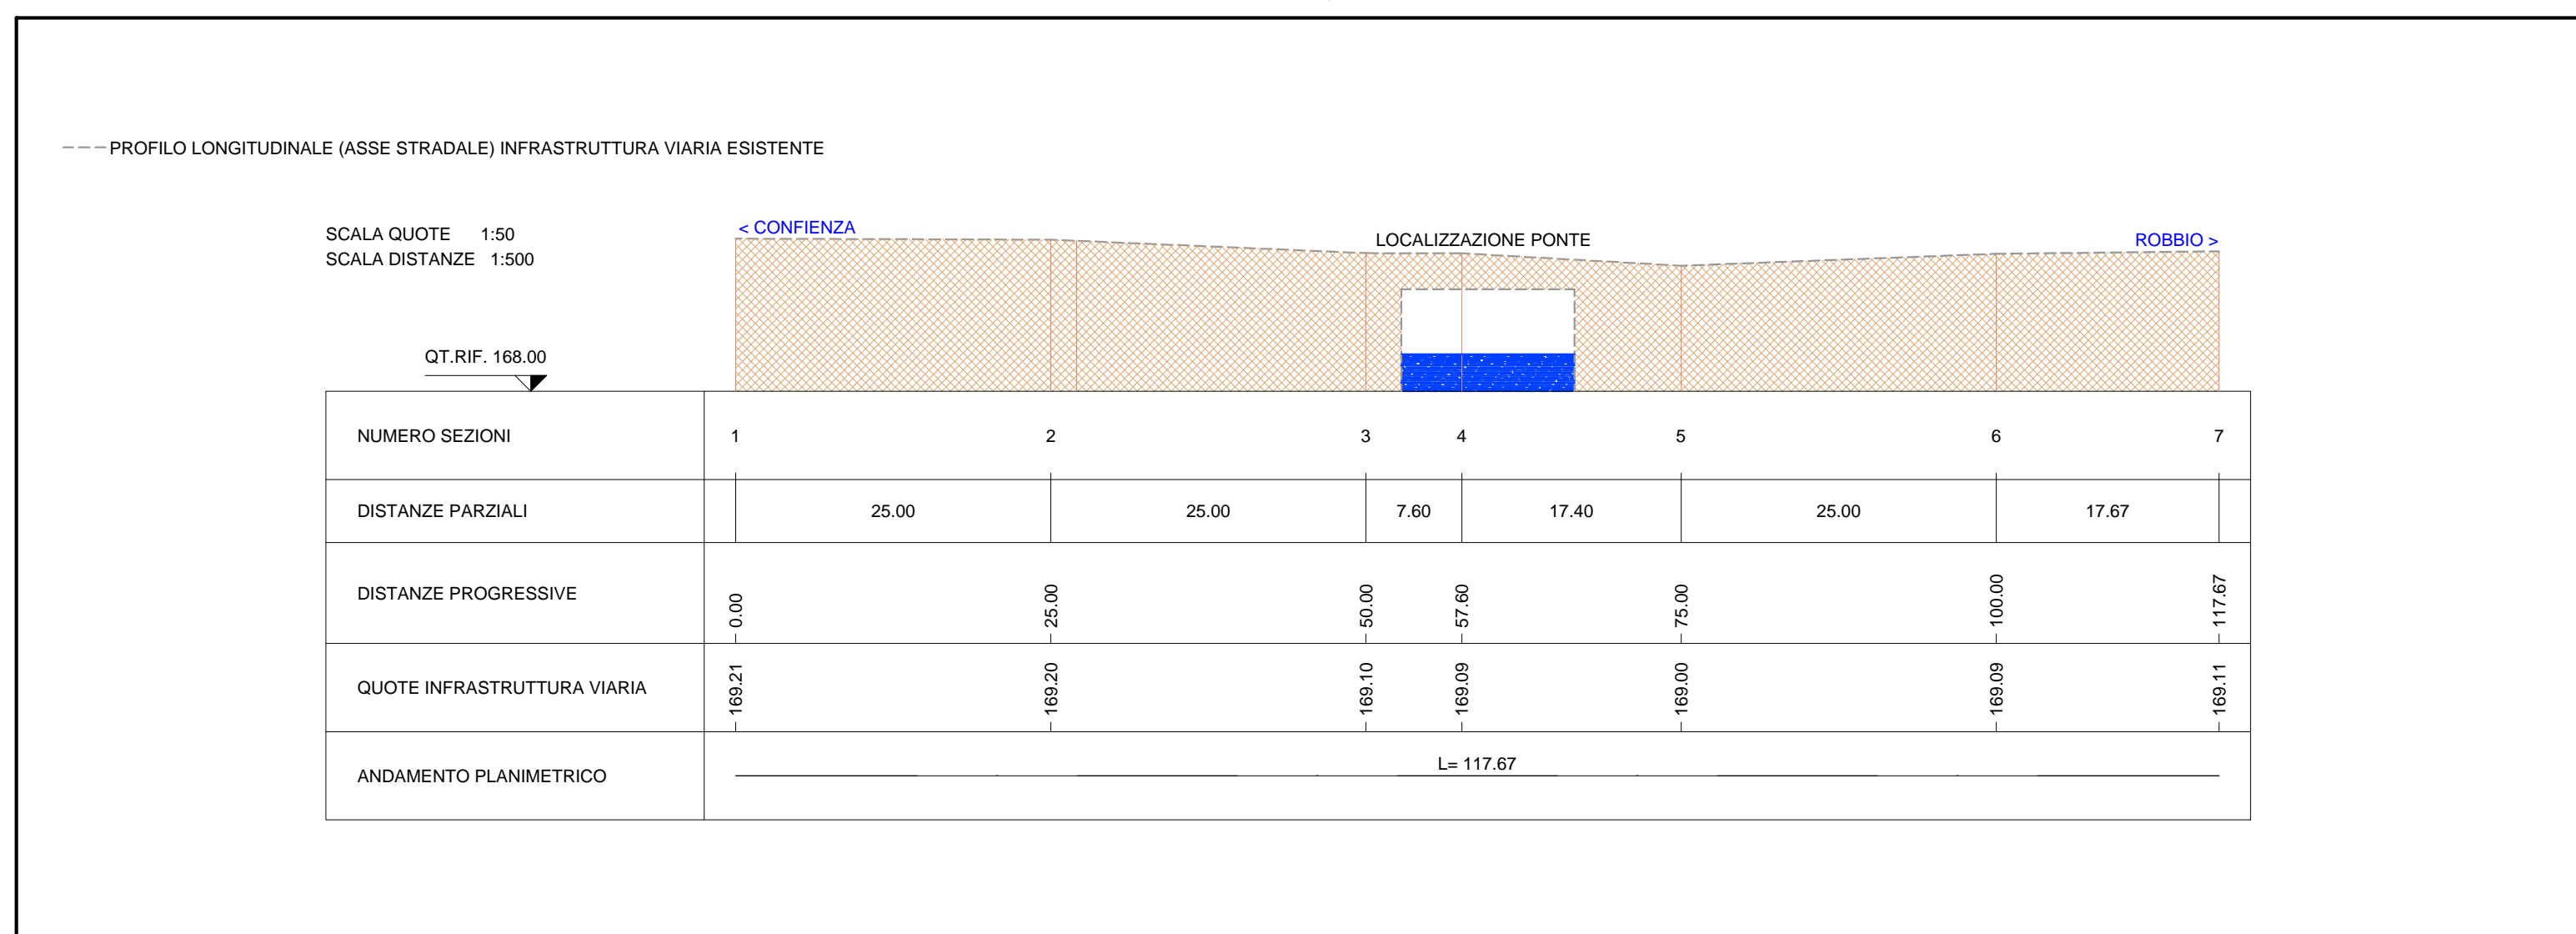 PROFILO LONGITUDINALE (ASSE STRADALE) INFRASTRUTTURA VIARIA ESISTENTE
SCALA QUOTE 1:50
SCALA DISTANZE 1:500
< CONFIENZA
LOCALIZZAZIONE PONTE
ROBBIO >
QT.RIF. 168.00
NUMERO SEZIONI 1 2 3 4 5 6 7
DISTANZE PARZIALI 25.00 25.00 7.60 17.40 25.00 17.67
DISTANZE PROGRESSIVE 0.00 25.00 50.00 57.60 75.00 100.00 117.67
QUOTE INFRASTRUTTURA VIARIA 169.21 169.20 169.10 169.09 169.00 169.09 169.11
ANDAMENTO PLANIMETRICO L= 117.67